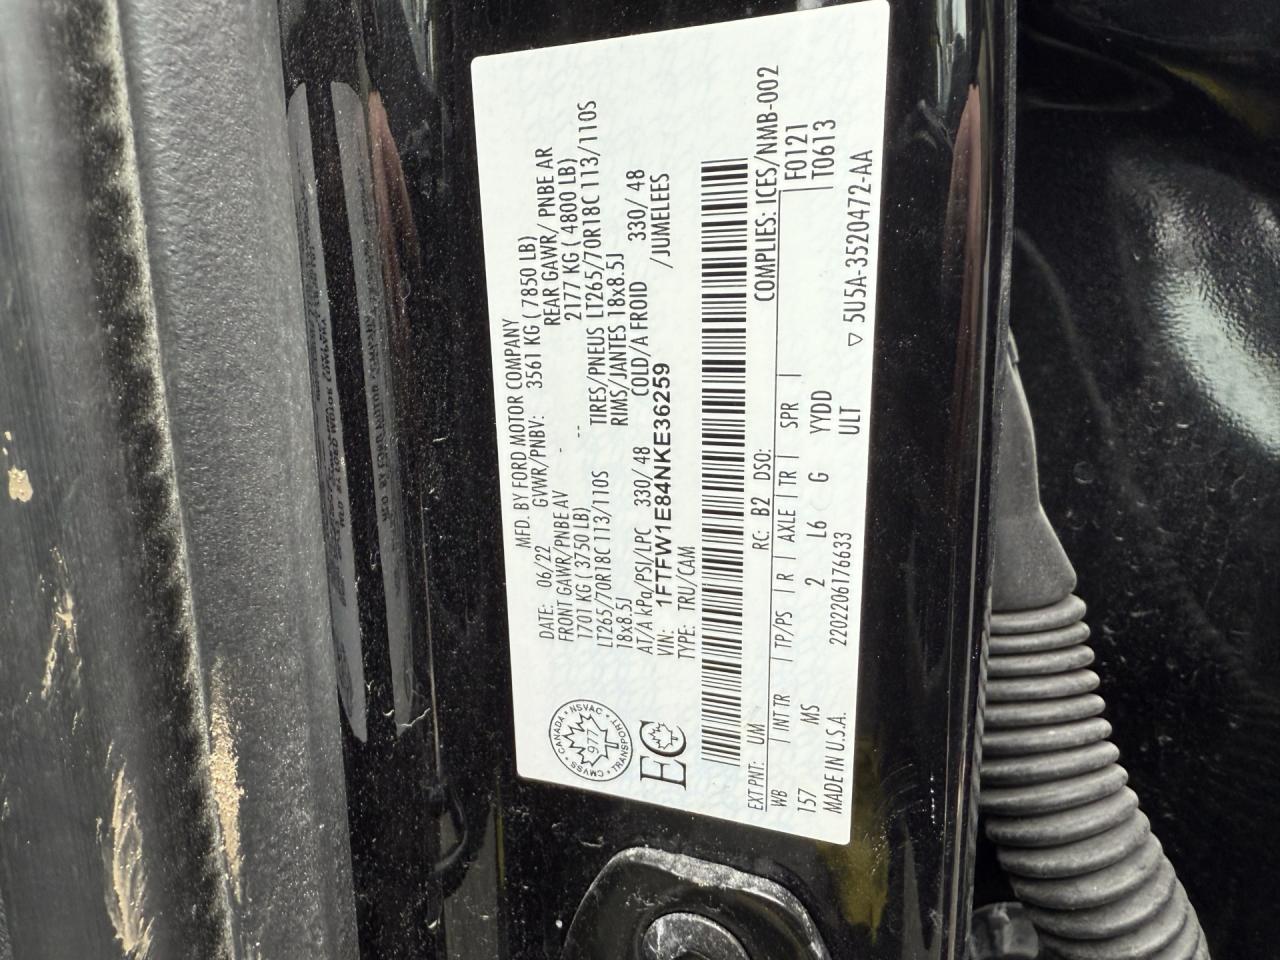 MFD. BY FORD MOTOR COMPANY
DATE: 06/22 GVWR/PNBV: 3561 KG ( 7850 LB)
FRONT GAWR/PNBE AV - REAR GAWR/ PNBE AR
1701 KG ( 3750 LB) -- 2177 KG ( 4800 LB)
LT265/70R18C 113/110S TIRES/PNEUS LT265/70R18C 113/110S
18x8.5J RIMS/JANTES 18x8.5J
AT/A kPa/PSI/LPC 330/ 48 COLD/A FROID 330/ 48
VIN: 1FTFW1E84NKE36259 /JUMELEES
TYPE: TRU/CAM
CANADA • NSVAC • TRANSPORT • CMVSS •
977
EC
EXT PNT: UM RC: B2 DSO: COMPLIES: ICES/NMB-002
WB | INT TR | TP/PS | R | AXLE | TR | SPR | F0121
157 MS 2 L6 G YYDD T0613
MADE IN U.S.A. 2202206176633 ULT
▽ 5U5A-3520472-AA